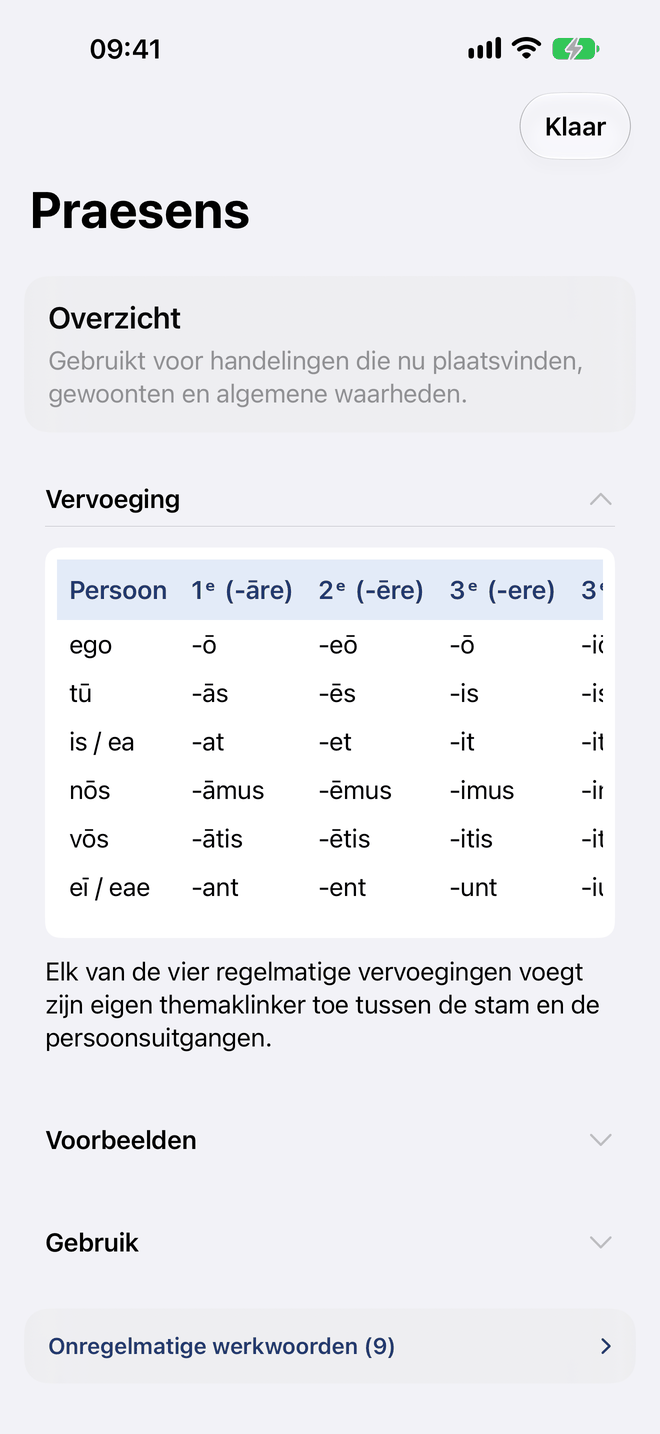 09:41
Klaar
Praesens
Overzicht
Gebruikt voor handelingen die nu plaatsvinden,
gewoonten en algemene waarheden.
Vervoeging
Persoon 1ᵉ (-āre) 2ᵉ (-ēre) 3ᵉ (-ere)
ego -ō -eō -ō
tū -ās -ēs -is
is / ea -at -et -it
nōs -āmus -ēmus -imus
vōs -ātis -ētis -itis
eī / eae -ant -ent -unt
Elk van de vier regelmatige vervoegingen voegt
zijn eigen themaklinker toe tussen de stam en de
persoonsuitgangen.
Voorbeelden
Gebruik
Onregelmatige werkwoorden (9)